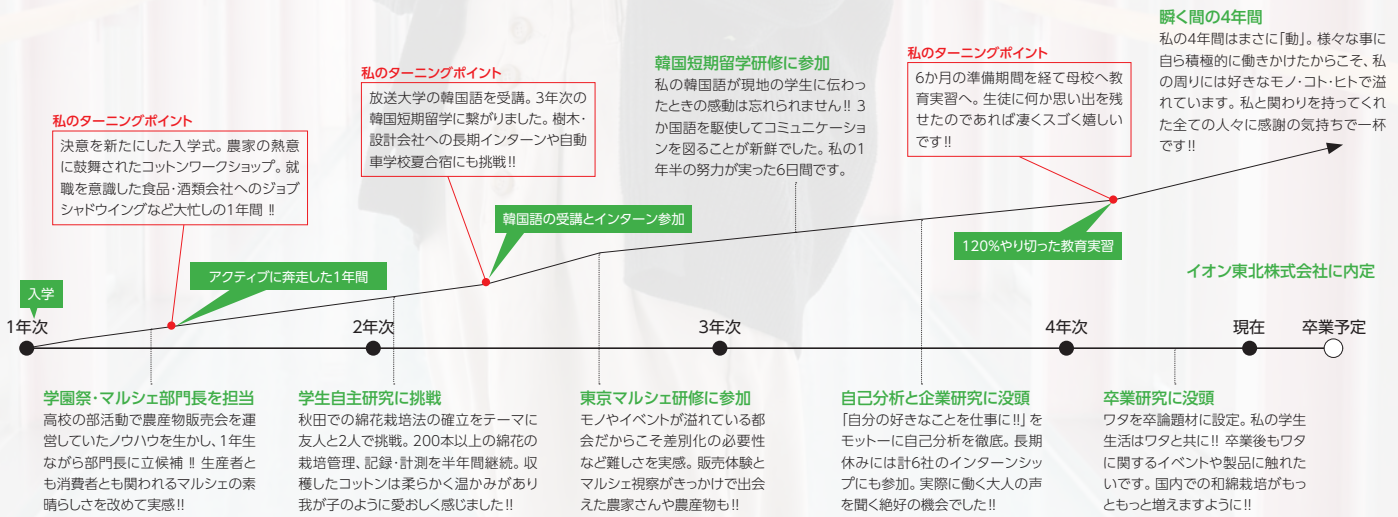 瞬く間の4年間
私の4年間はまさに「動」。様々な事に
自ら積極的に働きかけたからこそ、私
の周りには好きなモノ・コト・ヒトで溢
れています。私と関わりを持ってくれ
た全ての人々に感謝の気持ちで一杯
です!!
私のターニングポイント
6か月の準備期間を経て母校へ教
育実習へ。生徒に何か思い出を残
せたのであれば凄くスゴく嬉しい
です!!
韓国短期留学研修に参加
私の韓国語が現地の学生に伝わっ
たときの感動は忘れられません!! 3
か国語を駆使してコミュニケーショ
ンを図ることが新鮮でした。私の1
年半の努力が実った6日間です。
私のターニングポイント
放送大学の韓国語を受講。3年次の
韓国短期留学に繋がりました。樹木・
設計会社への長期インターンや自動
車学校夏合宿にも挑戦!!
私のターニングポイント
決意を新たにした入学式。農家の熱意
に鼓舞されたコットンワークショップ。就
職を意識した食品・酒類会社へのジョブ
シャドウイングなど大忙しの1年間 !!
韓国語の受講とインターン参加
120%やり切った教育実習
アクティブに奔走した1年間
イオン東北株式会社に内定
入学
1年次
2年次
3年次
4年次
現在
卒業予定
学園祭・マルシェ部門長を担当
高校の部活動で農産物販売会を運
営していたノウハウを生かし、1年生
ながら部門長に立候補 !! 生産者と
も消費者とも関われるマルシェの素
晴らしさを改めて実感!!
学生自主研究に挑戦
秋田での綿花栽培法の確立をテーマに
友人と2人で挑戦。200本以上の綿花の
栽培管理、記録・計測を半年間継続。収
穫したコットンは柔らかく温かみがあり
我が子のように愛おしく感じました!!
東京マルシェ研修に参加
モノやイベントが溢れている都
会だからこそ差別化の必要性
など難しさを実感。販売体験と
マルシェ視察がきっかけで出会
えた農家さんや農産物も!!
自己分析と企業研究に没頭
「自分の好きなことを仕事に!!」を
モットーに自己分析を徹底。長期
休みには計6社のインターンシッ
プにも参加。実際に働く大人の声
を聞く絶好の機会でした!!
卒業研究に没頭
ワタを卒論題材に設定。私の学生
生活はワタと共に!! 卒業後もワタ
に関するイベントや製品に触れた
いです。国内での和綿栽培がもっ
ともっと増えますように!!